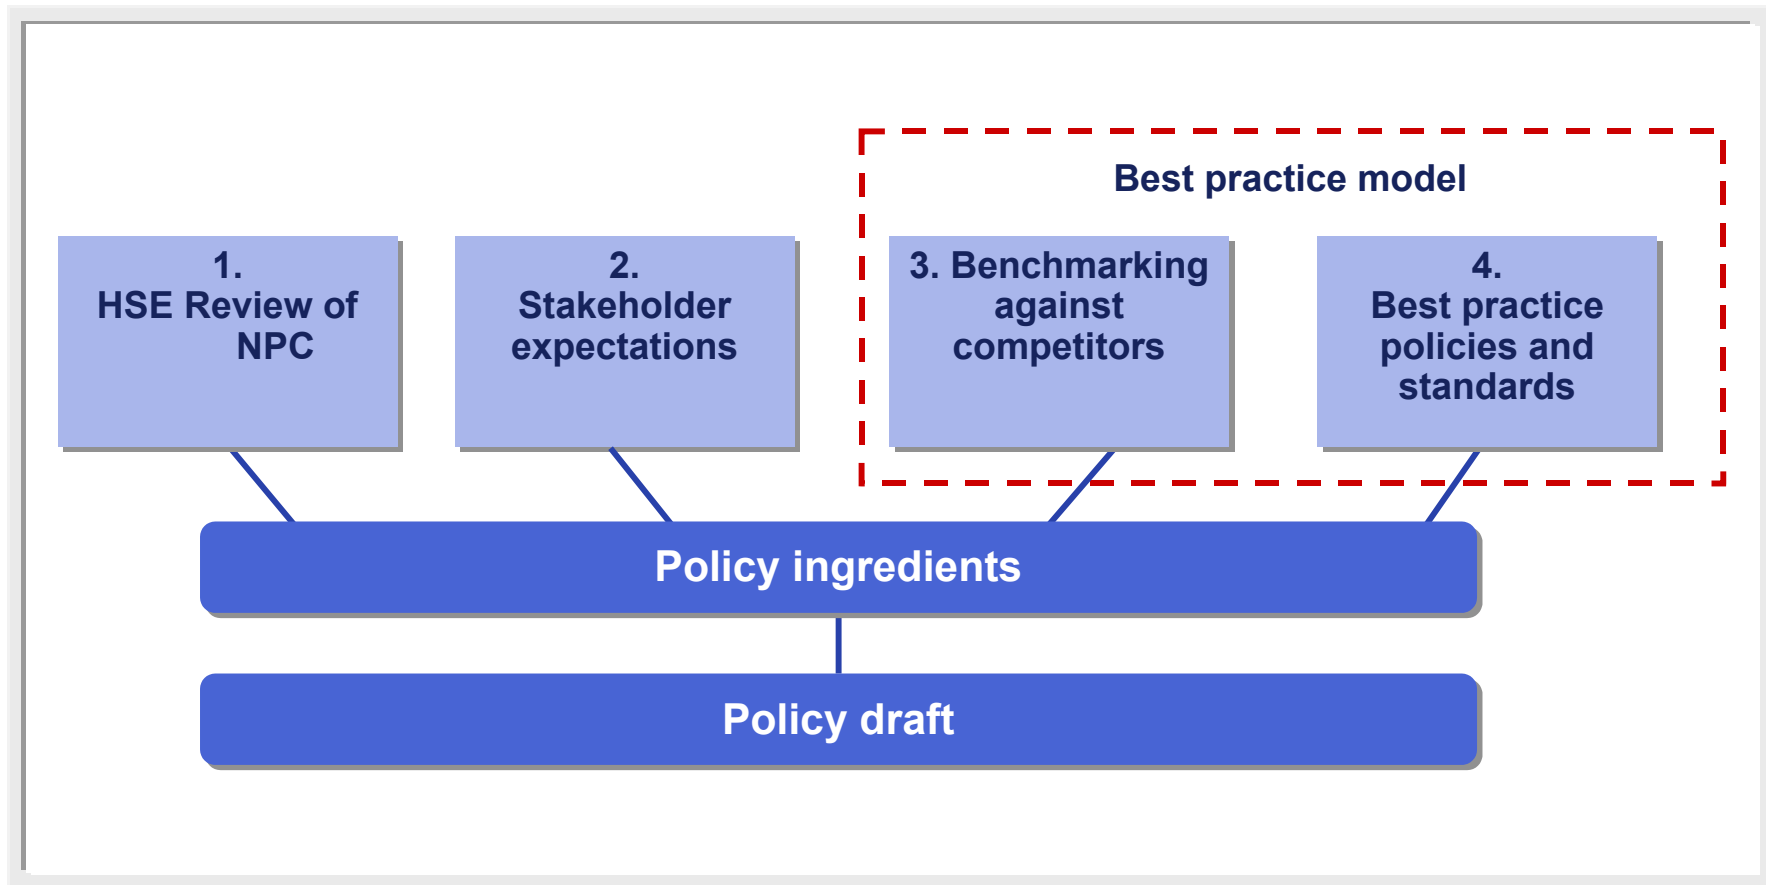 Best practice model
1.
HSE Review of
NPC
2.
Stakeholder
expectations
3. Benchmarking
against
competitors
4.
Best practice
policies and
standards
Policy ingredients
Policy draft